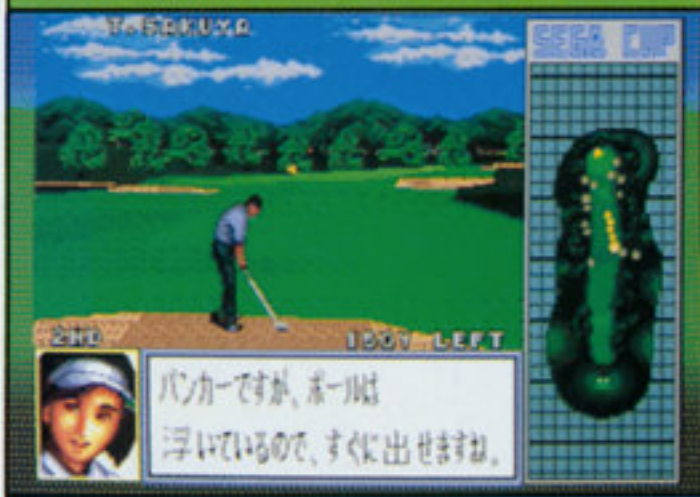 T.SAKUYA
SEGA CUP
2ND
150Y LEFT
バンカーですが、ボールは
浮いているので、すぐに出せますね。